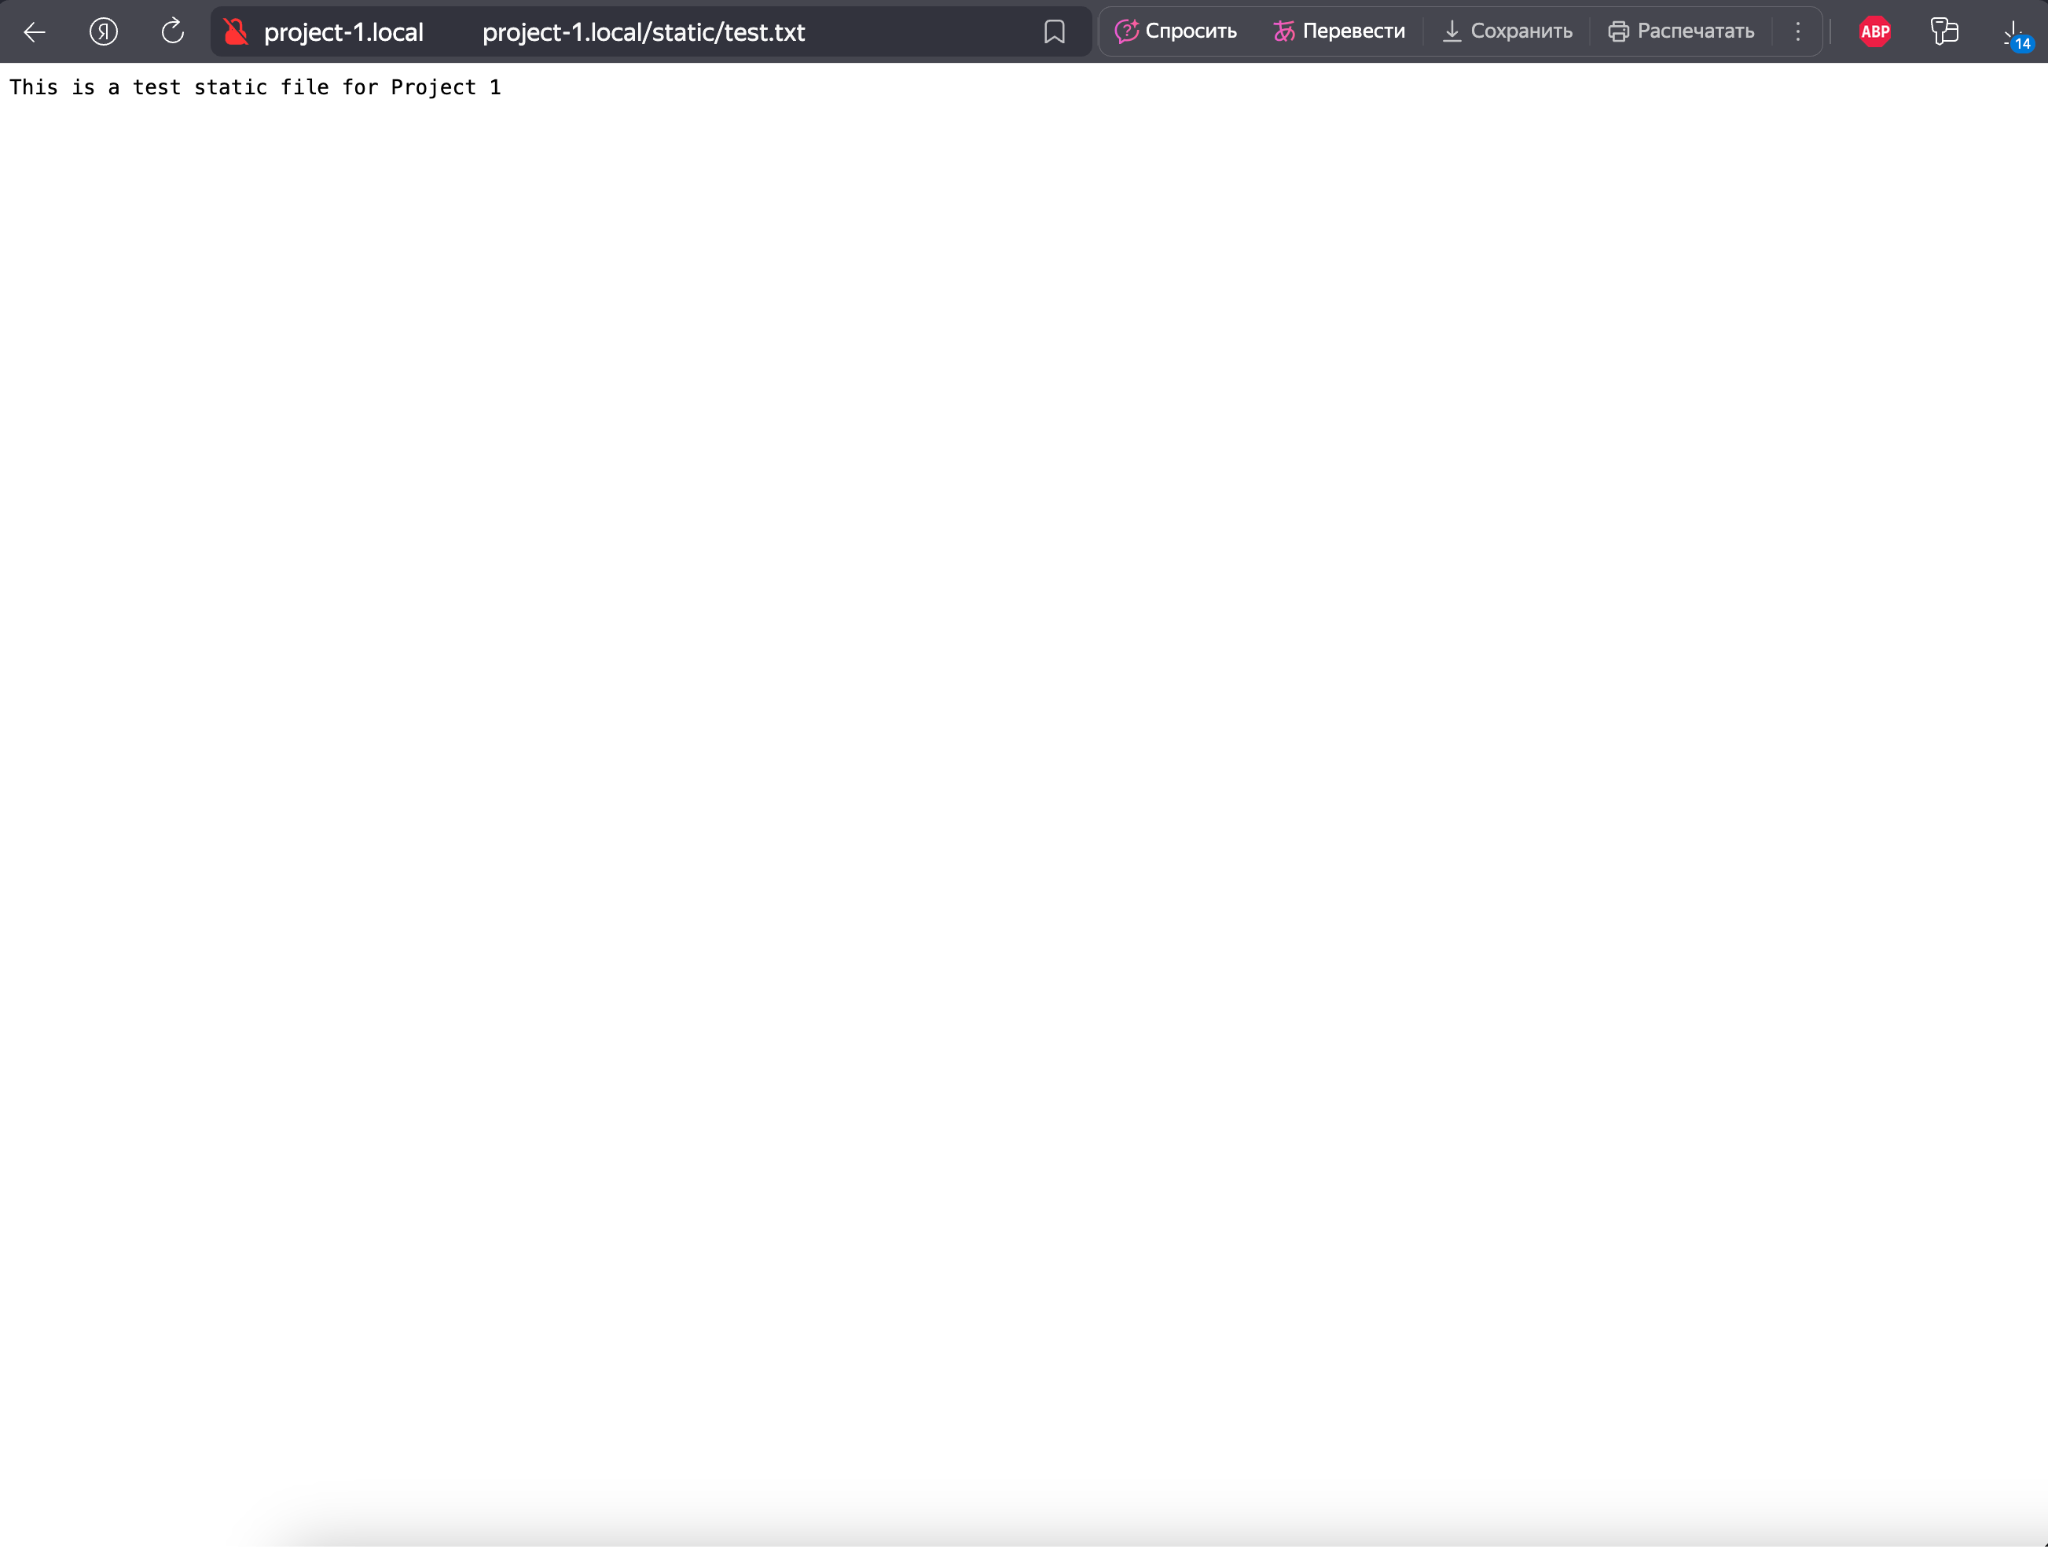 Я project-1.local project-1.local/static/test.txt Спросить Перевести Сохранить Распечатать ABP 14
This is a test static file for Project 1